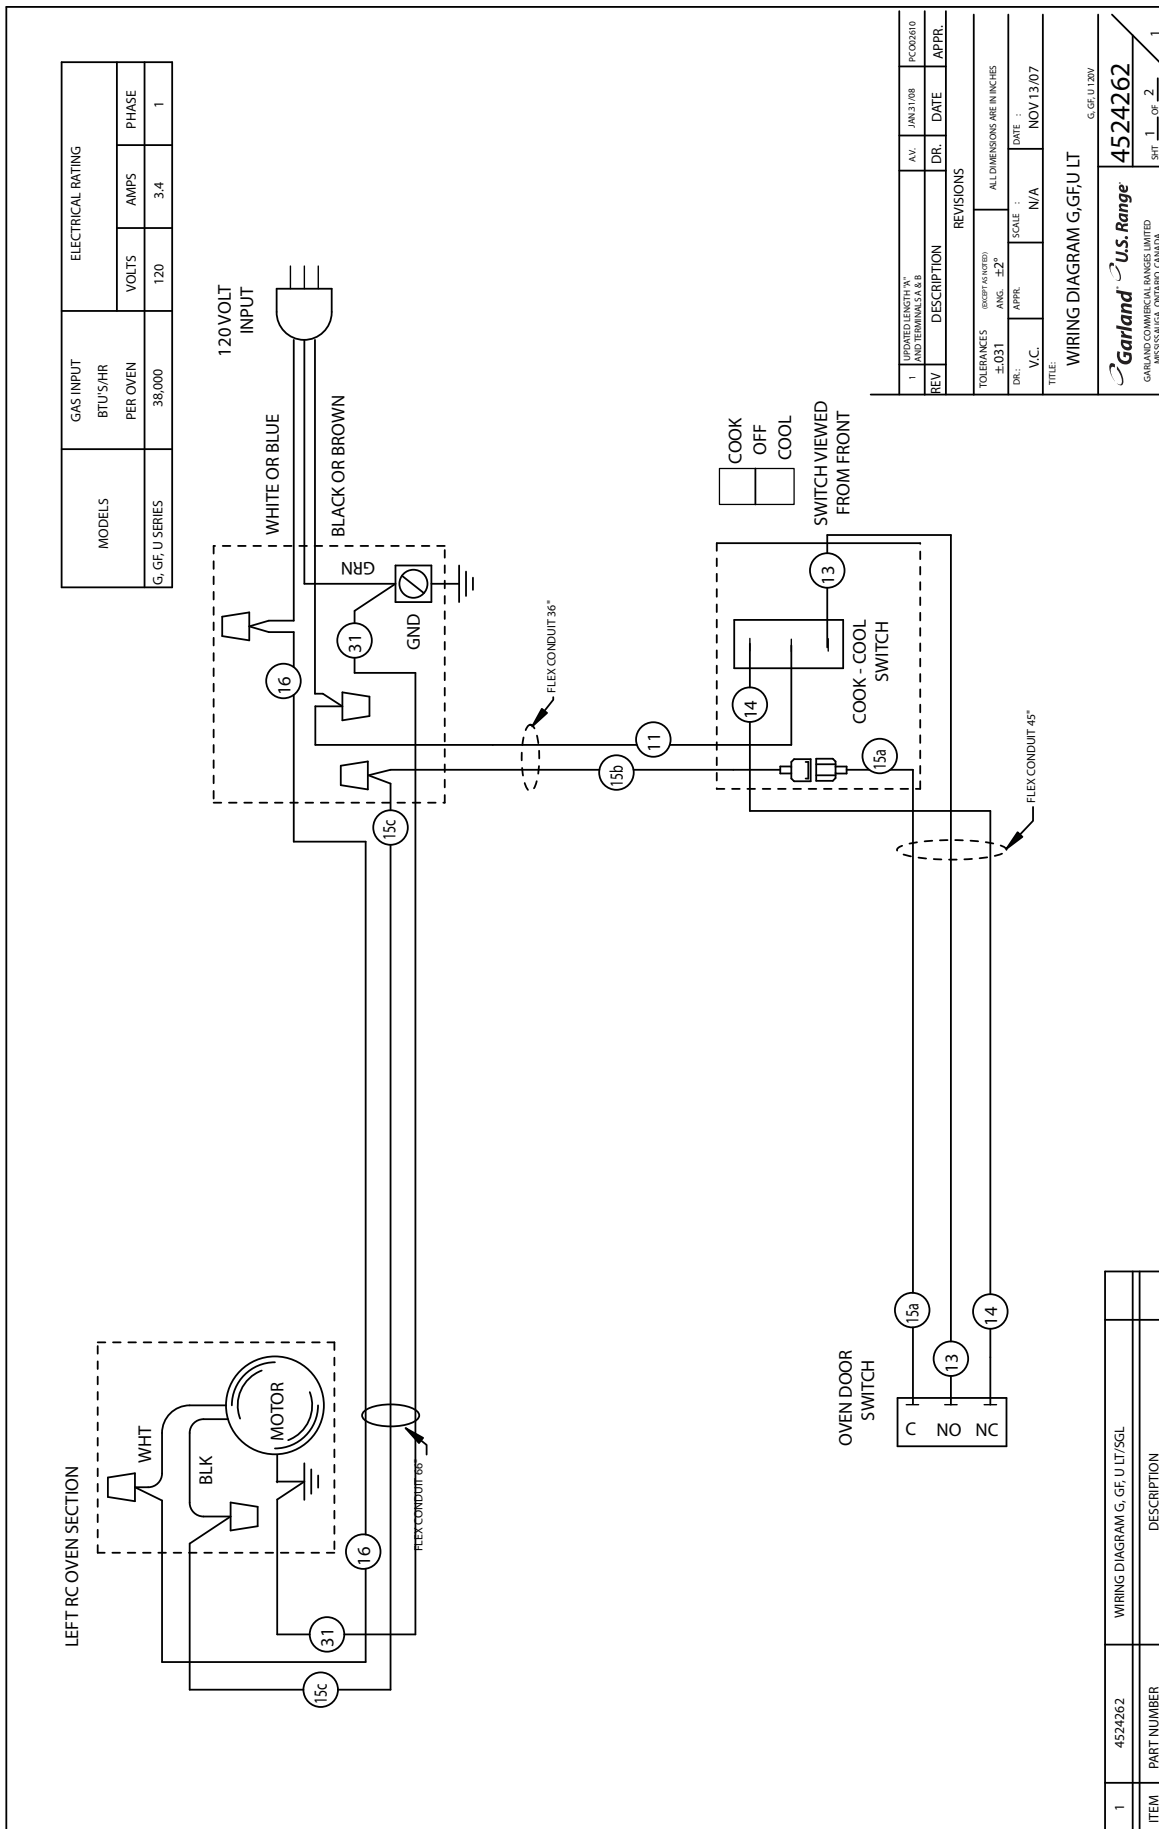 MODELS
GAS INPUT
BTU'S/HR
PER OVEN
ELECTRICAL RATING
VOLTS
AMPS
PHASE
G, GF, U SERIES
38,000
120
3.4
1
LEFT RC OVEN SECTION
WHT
BLK
MOTOR
31
15c
16
FLEX CONDUIT 66"
16
15c
31
GND
GRN
WHITE OR BLUE
BLACK OR BROWN
120 VOLT
INPUT
FLEX CONDUIT 36"
15b
11
14
13
15a
COOK - COOL
SWITCH
COOK
OFF
COOL
SWITCH VIEWED
FROM FRONT
FLEX CONDUIT 45"
OVEN DOOR
SWITCH
C
NO
NC
15a
13
14
1
UPDATED LENGTH "A"
AND TERMINALS A & B
A.V.
JAN.31/08
PCO02610
REV
DESCRIPTION
DR.
DATE
APPR.
REVISIONS
TOLERANCES
(EXCEPT AS NOTED)
±.031
ANG. ±2°
ALL DIMENSIONS ARE IN INCHES
DR.:
V.C.
APPR.
SCALE :
N/A
DATE :
NOV 13/07
TITLE:
WIRING DIAGRAM G,GF,U LT
G, GF, U 120V
Garland U.S. Range
GARLAND COMMERCIAL RANGES LIMITED
MISSISSAUGA, ONTARIO, CANADA
4524262
SHT 1 OF 2
1
1
4524262
WIRING DIAGRAM G, GF, U LT/SGL
ITEM
PART NUMBER
DESCRIPTION